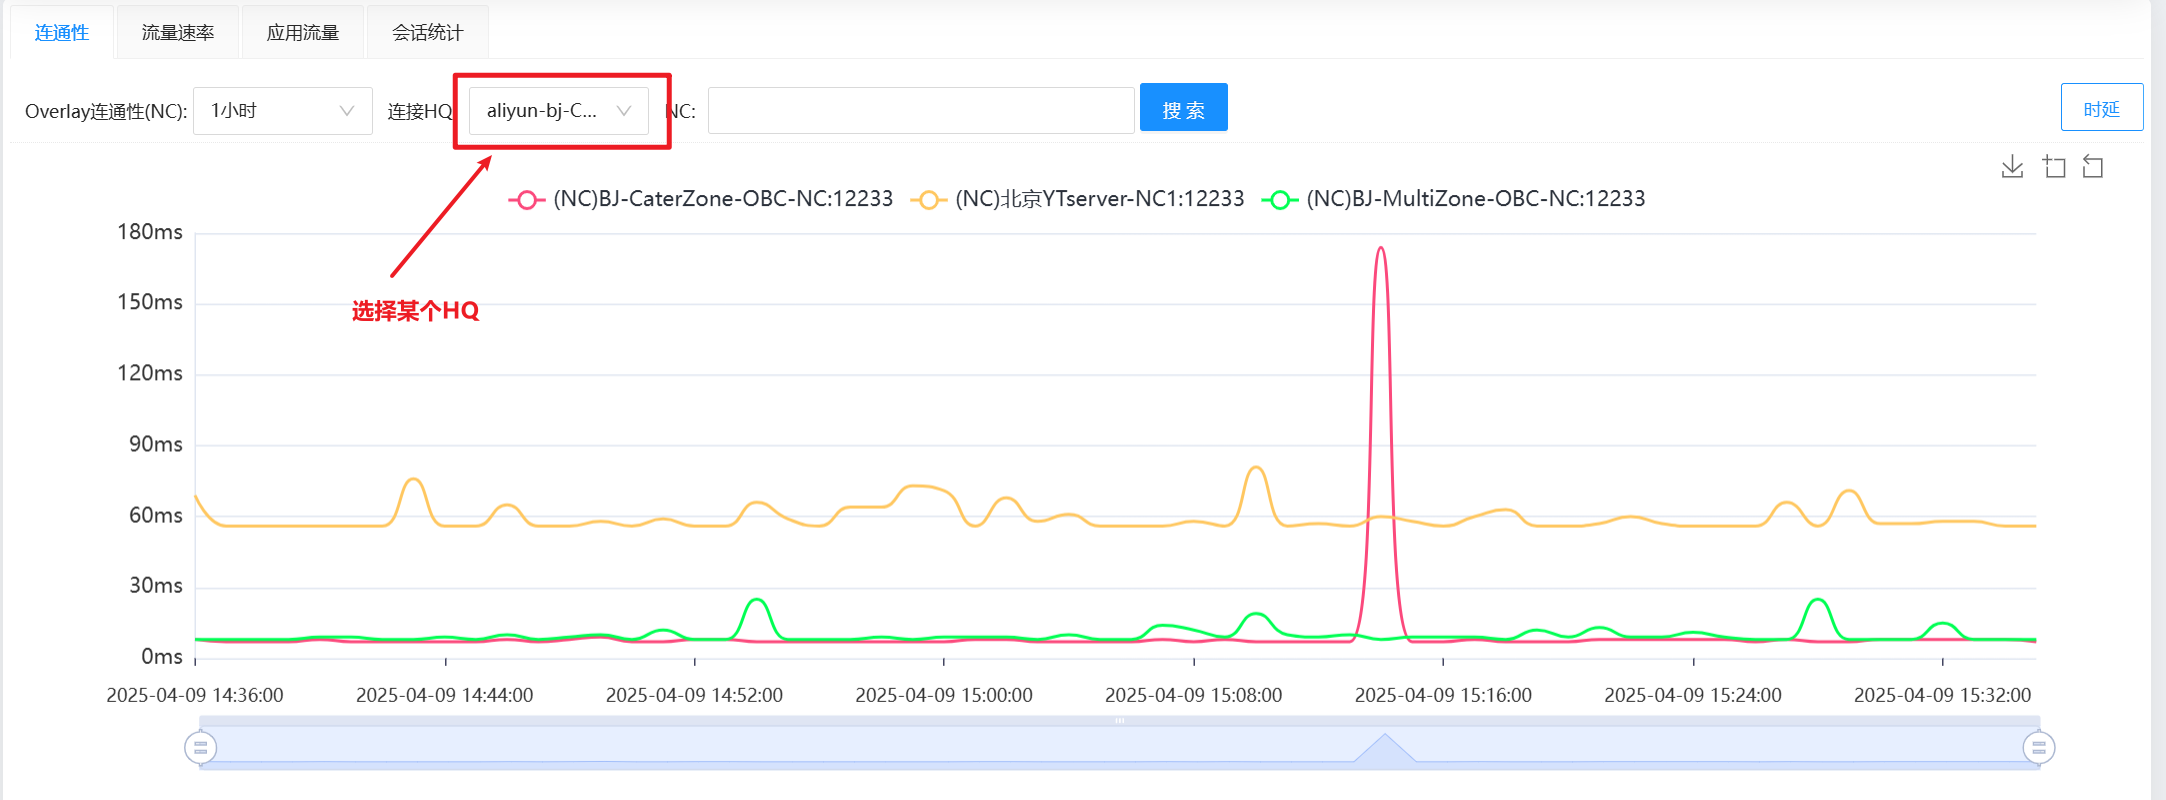 连通性 流量速率 应用流量 会话统计
Overlay连通性(NC): 1小时 连接HQ aliyun-bj-C... NC: 搜 索 时延
(NC)BJ-CaterZone-OBC-NC:12233 (NC)北京YTserver-NC1:12233 (NC)BJ-MultiZone-OBC-NC:12233
选择某个HQ
180ms
150ms
120ms
90ms
60ms
30ms
0ms
2025-04-09 14:36:00 2025-04-09 14:44:00 2025-04-09 14:52:00 2025-04-09 15:00:00 2025-04-09 15:08:00 2025-04-09 15:16:00 2025-04-09 15:24:00 2025-04-09 15:32:00